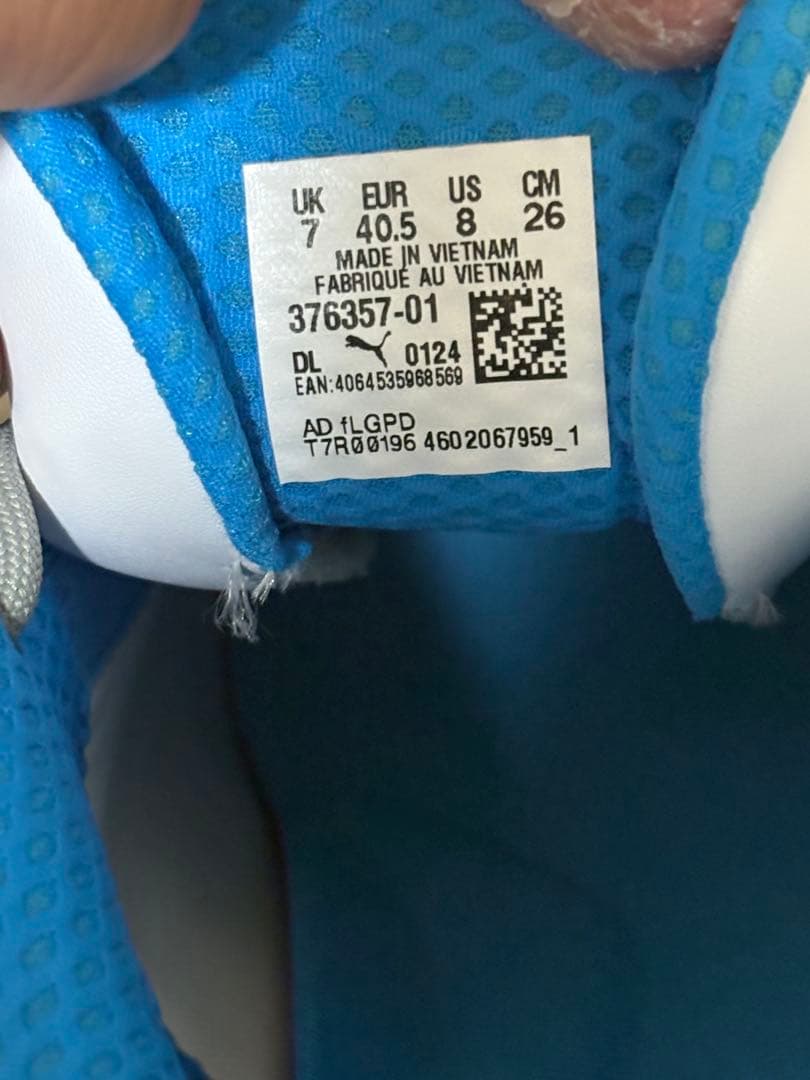 UK EUR US CM
7 40.5 8 26
MADE IN VIETNAM
FABRIQUÉ AU VIETNAM
376357-01
DL 0124
EAN:4064535968569
AD fLGPD
T7R00196 4602067959_1